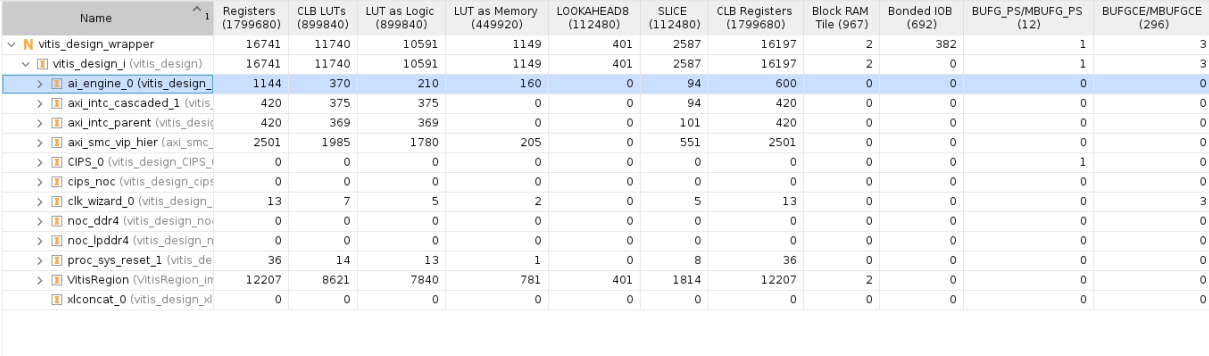 Name 1 Registers (1799680) CLB LUTs (899840) LUT as Logic (899840) LUT as Memory (449920) LOOKAHEAD8 (112480) SLICE (112480) CLB Registers (1799680) Block RAM Tile (967) Bonded IOB (692) BUFG_PS/MBUFG_PS (12) BUFGCE/MBUFGCE (296)
N vitis_design_wrapper 16741 11740 10591 1149 401 2587 16197 2 382 1 3
vitis_design_i (vitis_design) 16741 11740 10591 1149 401 2587 16197 2 0 1 3
ai_engine_0 (vitis_design_ 1144 370 210 160 0 94 600 0 0 0 0
axi_intc_cascaded_1 (vitis_ 420 375 375 0 0 94 420 0 0 0 0
axi_intc_parent (vitis_desig 420 369 369 0 0 101 420 0 0 0 0
axi_smc_vip_hier (axi_smc_ 2501 1985 1780 205 0 551 2501 0 0 0 0
CIPS_0 (vitis_design_CIPS_ 0 0 0 0 0 0 0 0 0 1 0
cips_noc (vitis_design_cips 0 0 0 0 0 0 0 0 0 0 0
clk_wizard_0 (vitis_design_ 13 7 5 2 0 5 13 0 0 0 3
noc_ddr4 (vitis_design_no 0 0 0 0 0 0 0 0 0 0 0
noc_lpddr4 (vitis_design_n 0 0 0 0 0 0 0 0 0 0 0
proc_sys_reset_1 (vitis_de 36 14 13 1 0 8 36 0 0 0 0
VitisRegion (VitisRegion_im 12207 8621 7840 781 401 1814 12207 2 0 0 0
xlconcat_0 (vitis_design_xl 0 0 0 0 0 0 0 0 0 0 0